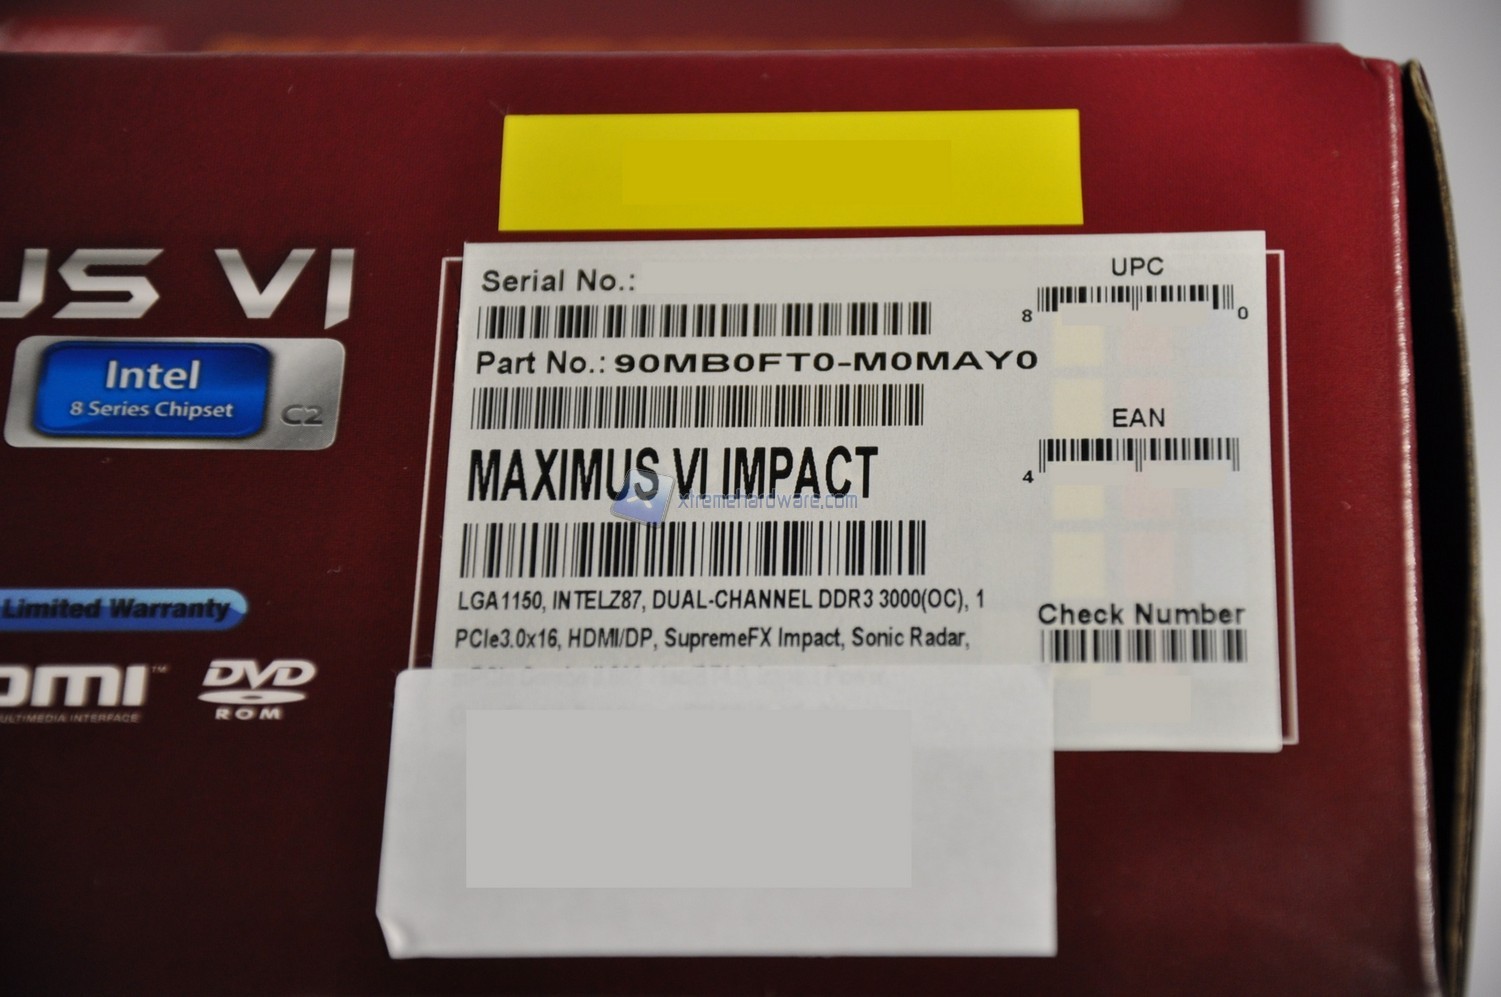 US VI
Intel
8 Series Chipset
C2
Limited Warranty
DVD
ROM
Serial No.:
Part No.: 90MB0FT0-M0MAY0
MAXIMUS VI IMPACT
xtremehardware.com
LGA1150, INTELZ87, DUAL-CHANNEL DDR3 3000(OC), 1
PCIe3.0x16, HDMI/DP, SupremeFX Impact, Sonic Radar,
UPC
8 0
EAN
4
Check Number
MULTIMEDIA INTERFACE